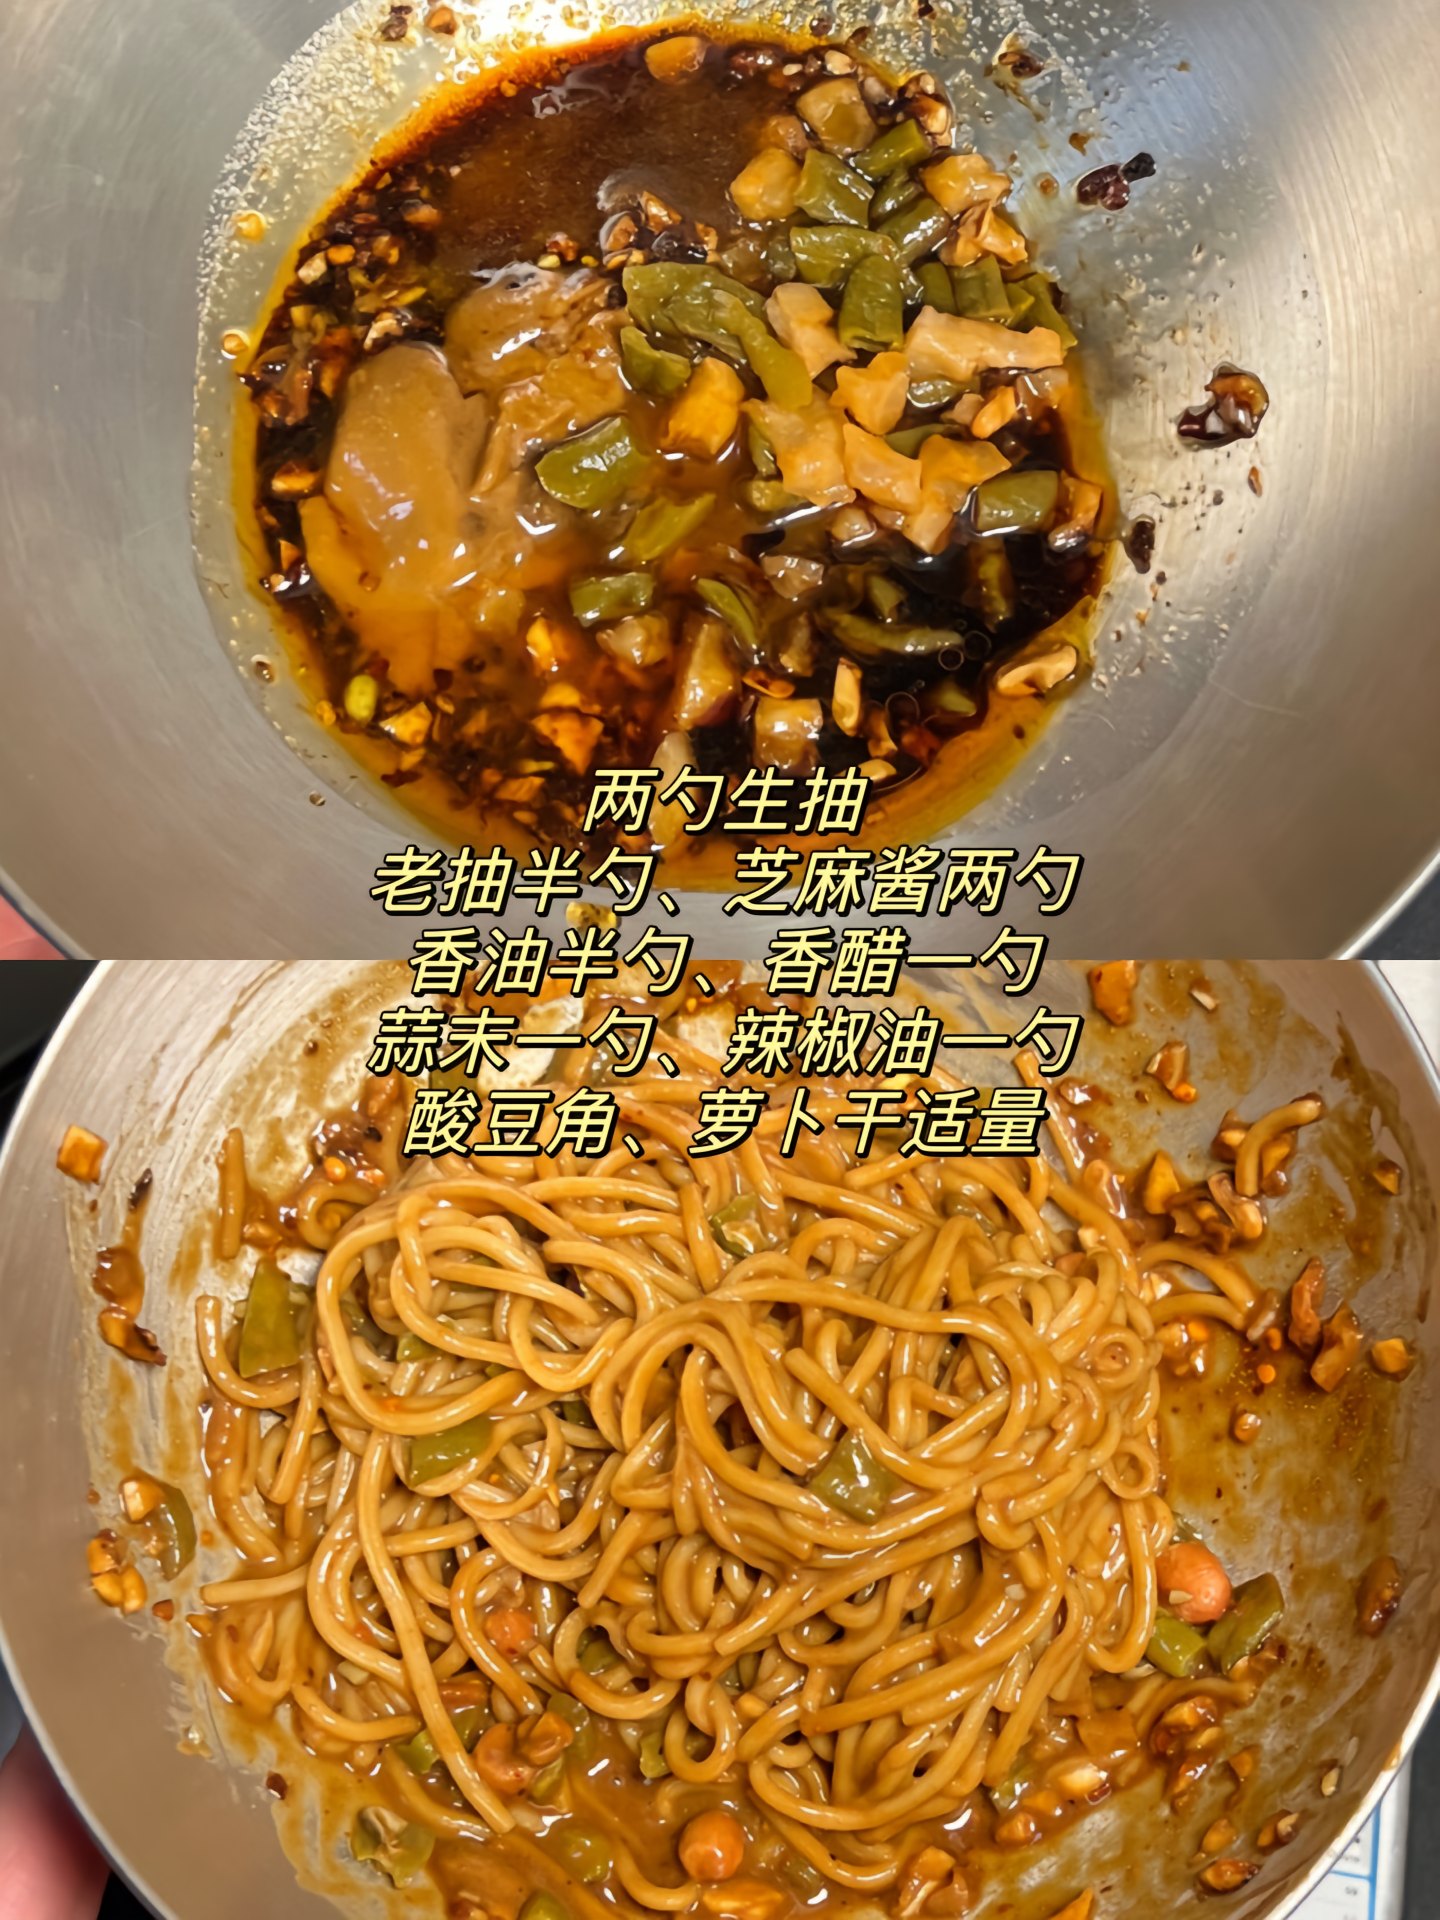 两勺生抽
老抽半勺、芝麻酱两勺
香油半勺、香醋一勺
蒜末一勺、辣椒油一勺
酸豆角、萝卜干适量